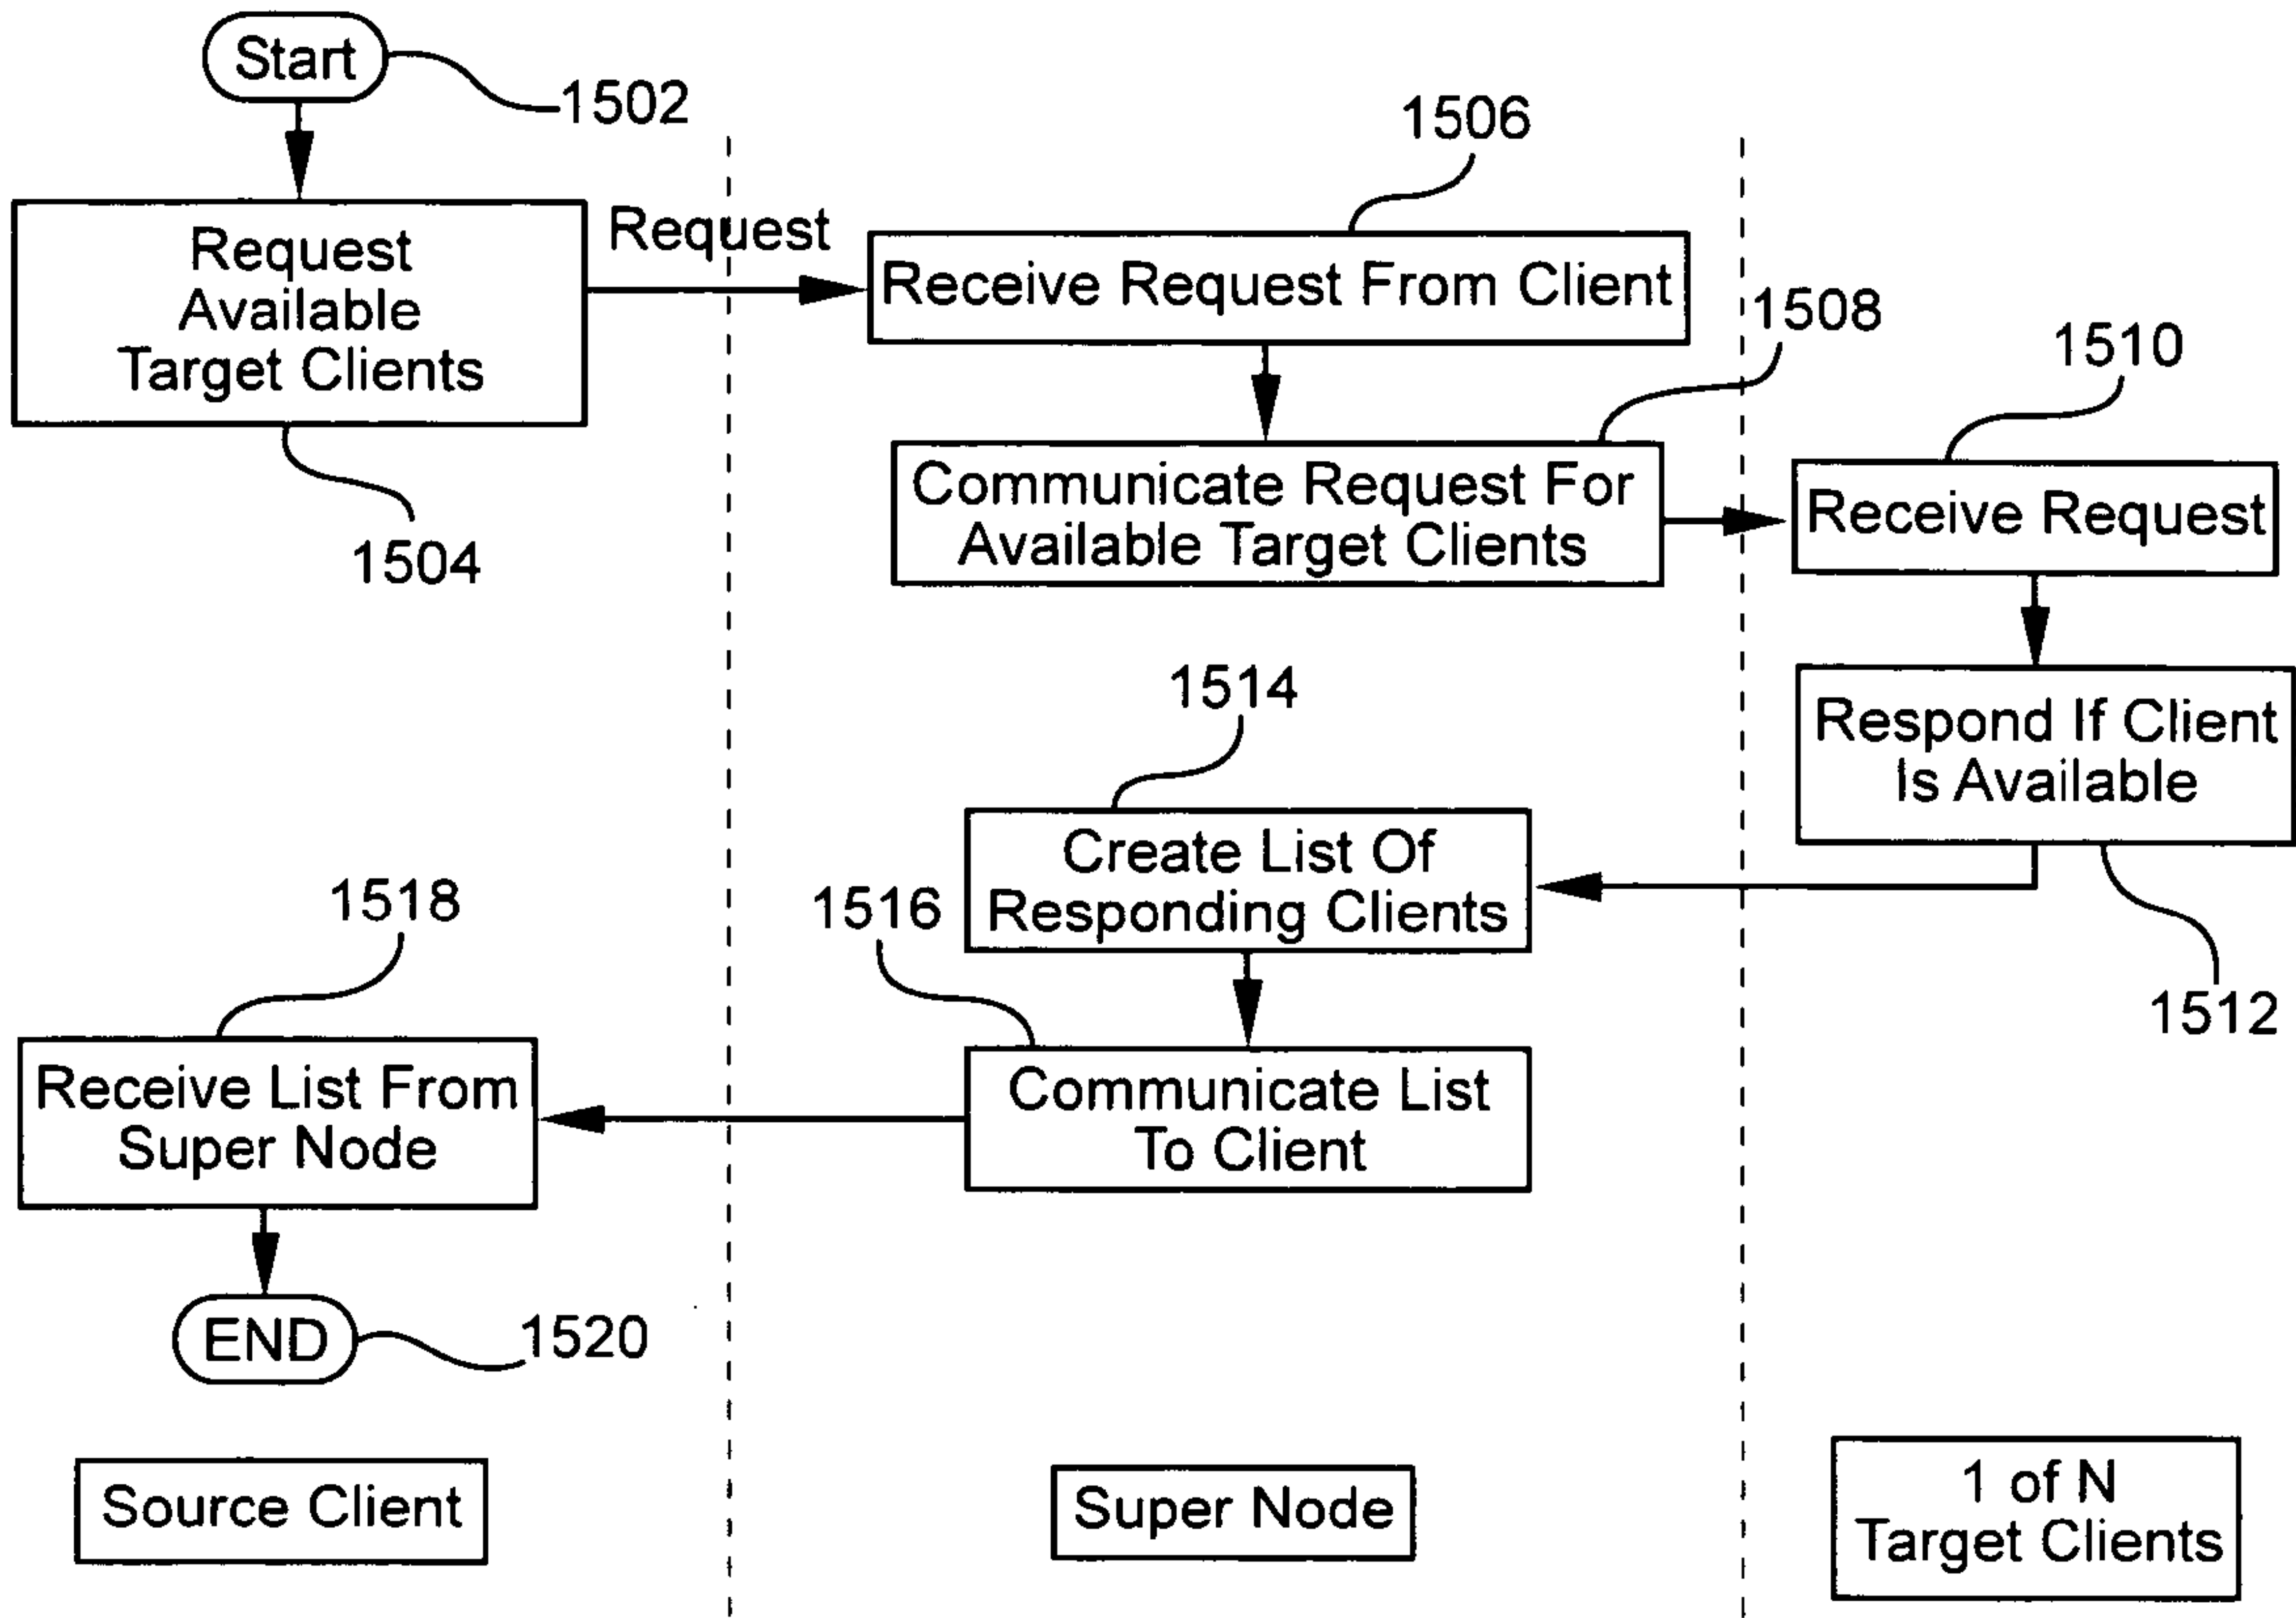 Start
1502
1506
Request
Available
Target Clients
Request
Receive Request From Client
1508
1510
1504
Communicate Request For
Available Target Clients
Receive Request
1514
Respond If Client
Is Available
Create List Of
Responding Clients
1512
1516
1518
Receive List From
Super Node
Communicate List
To Client
END
1520
Source Client
Super Node
1 of N
Target Clients